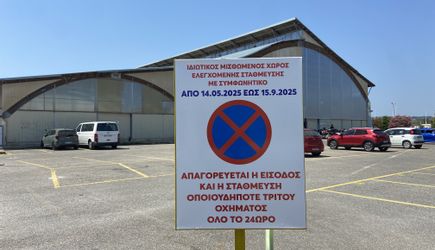 ΙΔΙΩΤΙΚΟΣ ΜΙΣΘΩΜΕΝΟΣ ΧΩΡΟΣ
ΕΛΕΓΧΟΜΕΝΗΣ ΣΤΑΘΜΕΥΣΗΣ
ΜΕ ΣΥΜΦΩΝΗΤΙΚΟ
ΑΠΟ 14.05.2025 ΕΩΣ 15.9.2025
ΑΠΑΓΟΡΕΥΕΤΑΙ Η ΕΙΣΟΔΟΣ
ΚΑΙ Η ΣΤΑΘΜΕΥΣΗ
ΟΠΟΙΟΥΔΗΠΟΤΕ ΤΡΙΤΟΥ
ΟΧΗΜΑΤΟΣ
ΟΛΟ ΤΟ 24ΩΡΟ